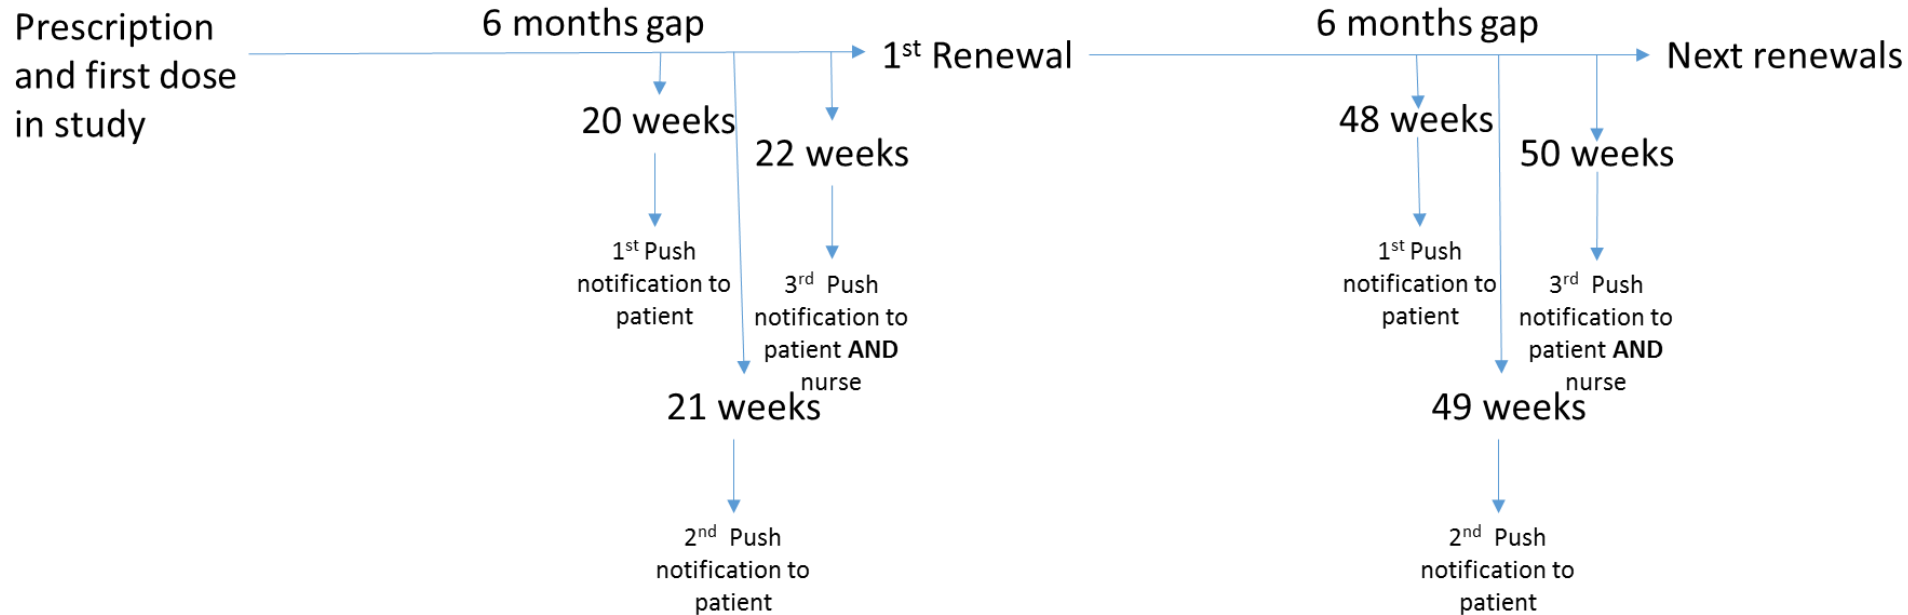 Prescription
and first dose
in study
6 months gap
1st Renewal
6 months gap
Next renewals
20 weeks
22 weeks
1st Push
notification to
patient
3rd Push
notification to
patient AND
nurse
21 weeks
2nd Push
notification to
patient
48 weeks
50 weeks
1st Push
notification to
patient
3rd Push
notification to
patient AND
nurse
49 weeks
2nd Push
notification to
patient